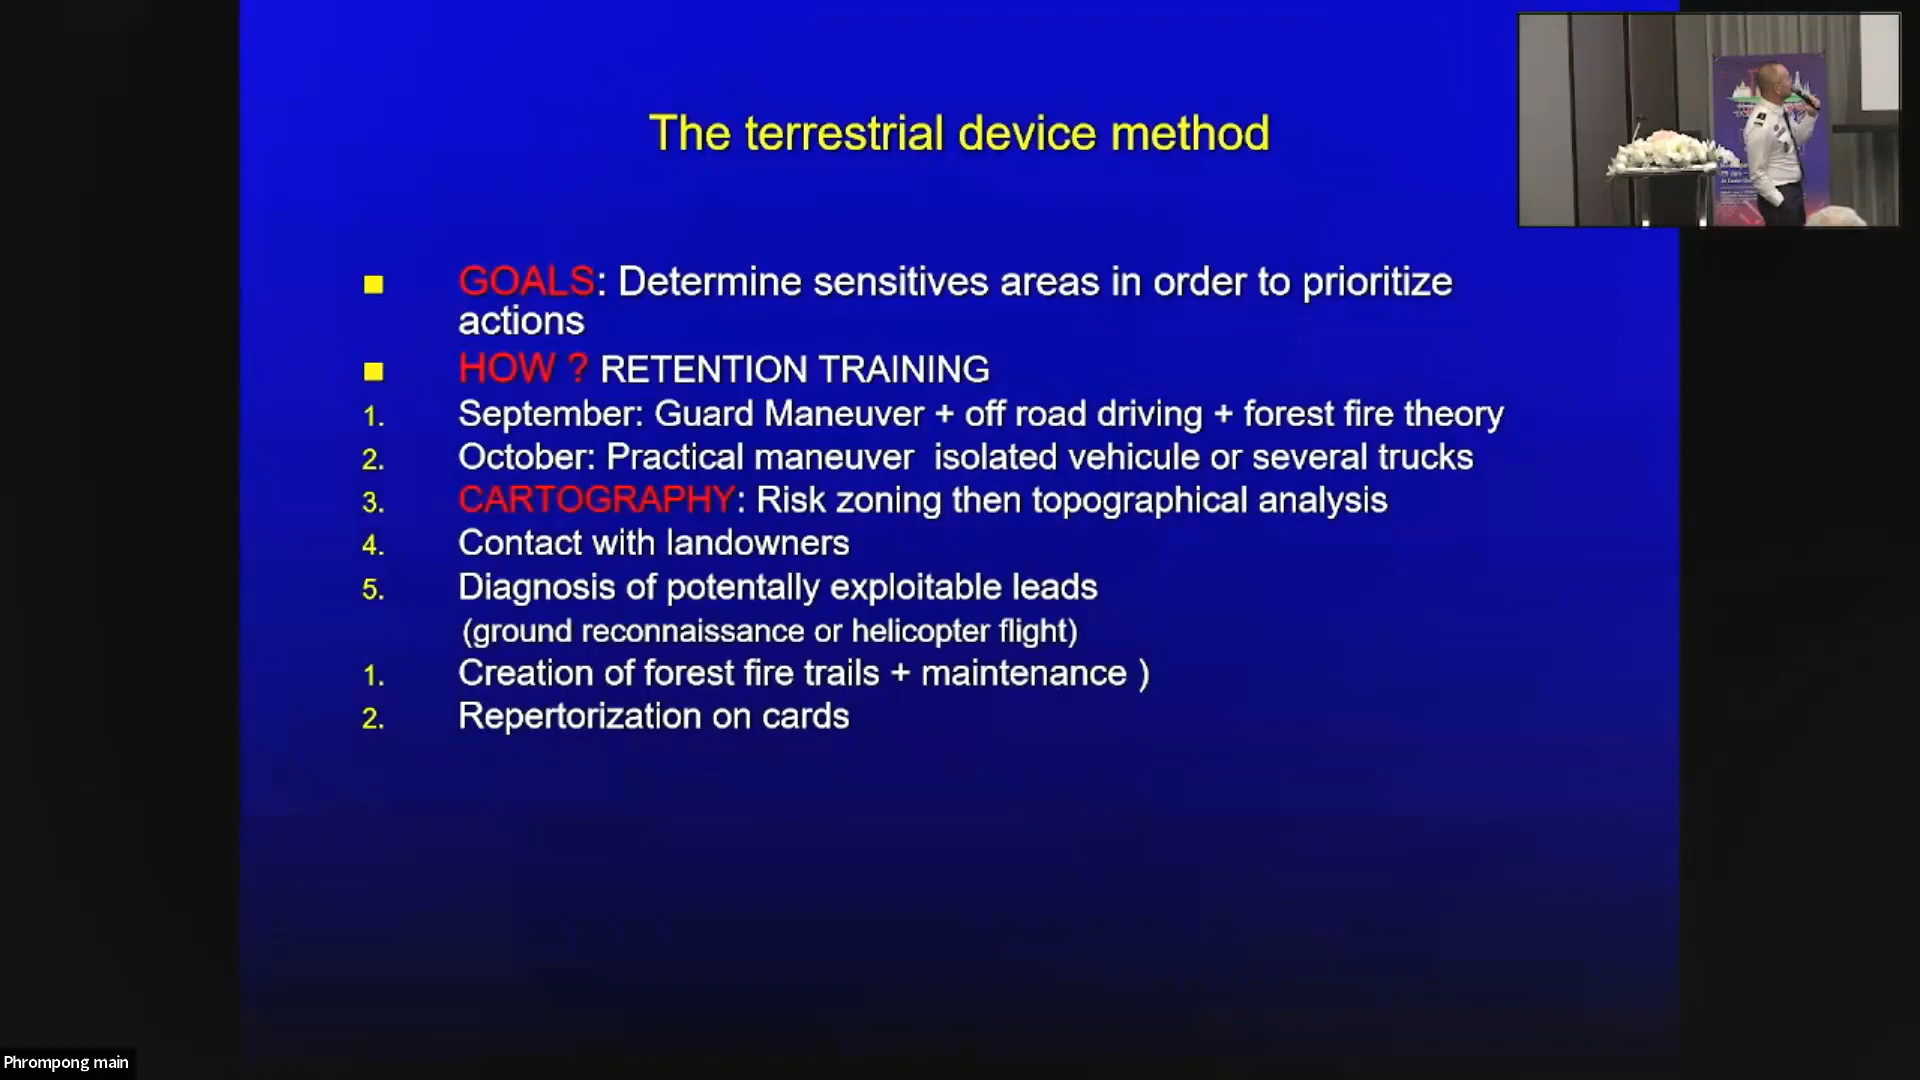 The terrestrial device method
GOALS: Determine sensitives areas in order to prioritize
actions
HOW ? RETENTION TRAINING
1. September: Guard Maneuver + off road driving + forest fire theory
2. October: Practical maneuver isolated vehicule or several trucks
3. CARTOGRAPHY: Risk zoning then topographical analysis
4. Contact with landowners
5. Diagnosis of potentally exploitable leads
(ground reconnaissance or helicopter flight)
1. Creation of forest fire trails + maintenance )
2. Repertorization on cards
Phrompong main